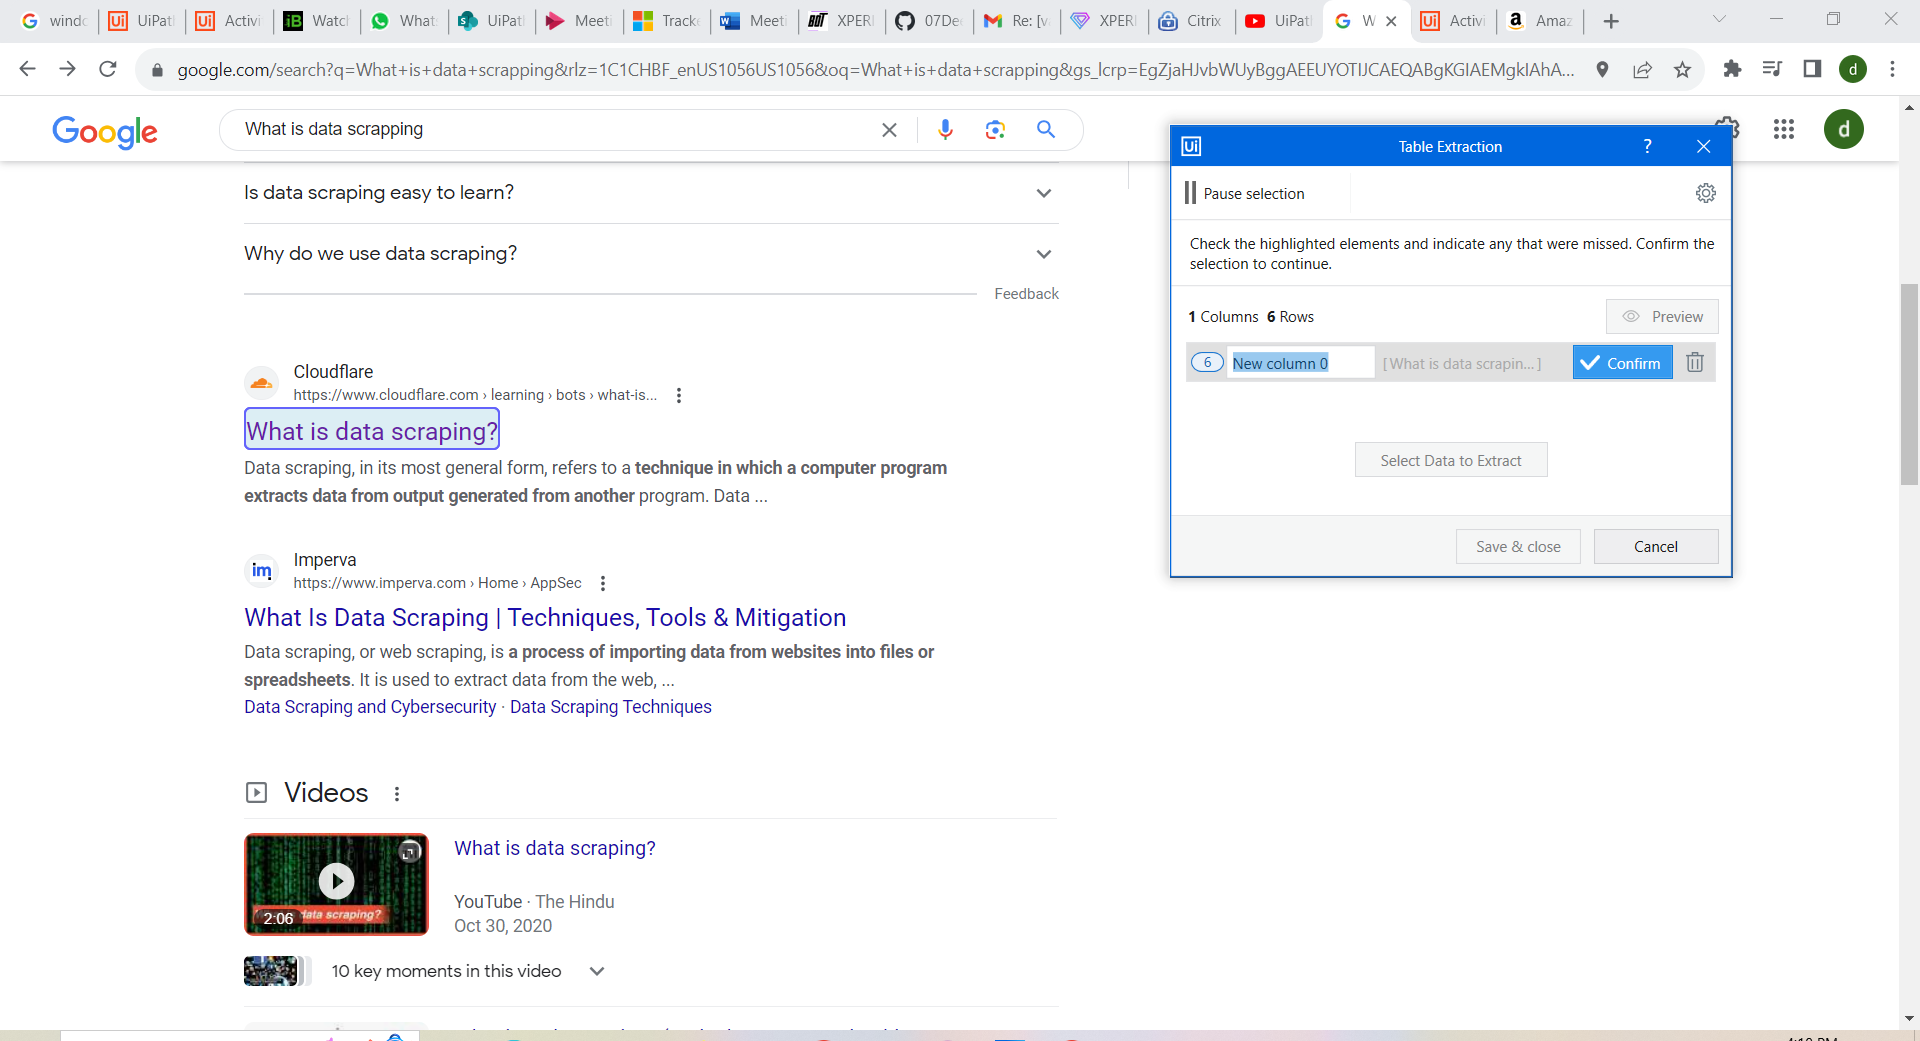 windo
UiPat
Activi
Watch
Whats
UiPat
Meeti
Tracke
Meeti
XPERI
07De
Re: [v
XPERI
Citrix
UiPat
W
Activi
Amaz
google.com/search?q=What+is+data+scrapping&rlz=1C1CHBF_enUS1056US1056&oq=What+is+data+scrapping&gs_lcrp=EgZjaHJvbWUyBggAEEUYOTIJCAEQABgKGIAEMgkIAhA...
d
Google
What is data scrapping
d
Is data scraping easy to learn?
Why do we use data scraping?
Feedback
Cloudflare
https://www.cloudflare.com › learning › bots › what-is...
What is data scraping?
Data scraping, in its most general form, refers to a technique in which a computer program
extracts data from output generated from another program. Data ...
im
Imperva
https://www.imperva.com › Home › AppSec
What Is Data Scraping | Techniques, Tools & Mitigation
Data scraping, or web scraping, is a process of importing data from websites into files or
spreadsheets. It is used to extract data from the web, ...
Data Scraping and Cybersecurity · Data Scraping Techniques
Videos
data scraping?
2:06
What is data scraping?
YouTube · The Hindu
Oct 30, 2020
10 key moments in this video
Ui
Table Extraction
?
Pause selection
Check the highlighted elements and indicate any that were missed. Confirm the
selection to continue.
1 Columns 6 Rows
Preview
6
New column 0
[What is data scrapin... ]
Confirm
Select Data to Extract
Save & close
Cancel